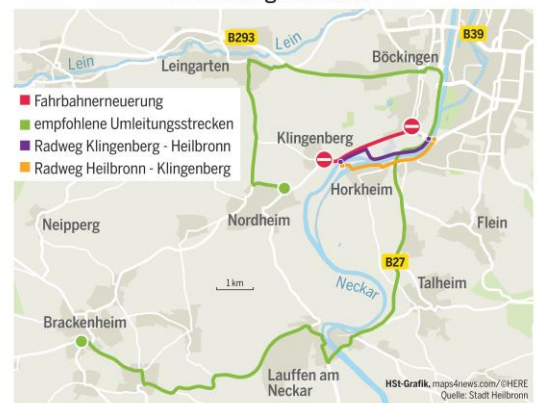 B293
B39
Lein
Lein
Leingarten
Böckingen
Fahrbahnerneuerung
empfohlene Umleitungsstrecken
Radweg Klingenberg - Heilbronn
Radweg Heilbronn - Klingenberg
Klingenberg
Horkheim
Nordheim
Neipperg
Flein
B27
1 km
Neckar
Talheim
Brackenheim
Lauffen am
Neckar
HSt-Grafik, maps4news.com/©HERE
Quelle: Stadt Heilbronn